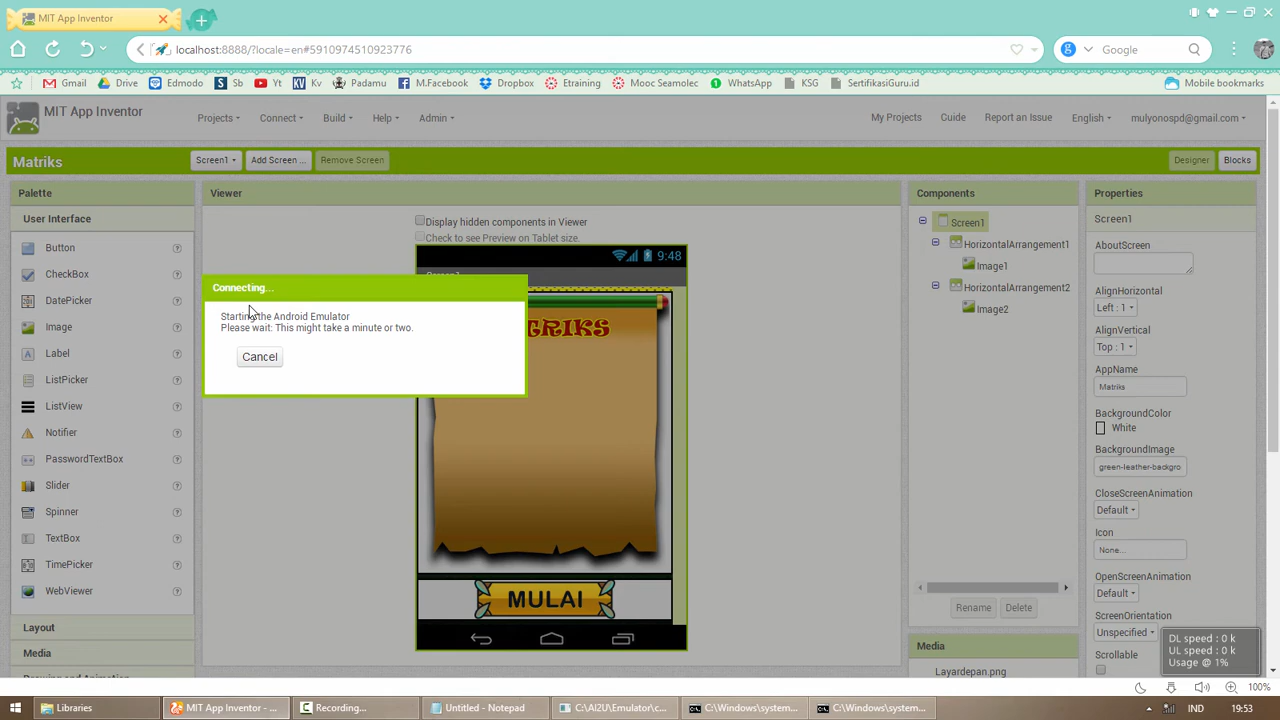 MIT App Inventor
localhost:8888/?locale=en#5910974510923776
Google
Gmail Drive Edmodo Sb Yt Kv Padamu M.Facebook Dropbox Etraining Mooc Seamolec WhatsApp KSG SertifikasiGuru.id Mobile bookmarks
MIT App Inventor
Projects Connect Build Help Admin My Projects Guide Report an Issue English mulyonospd@gmail.com
Matriks Screen1 Add Screen ... Remove Screen Designer Blocks
Palette
User Interface
Button
CheckBox
DatePicker
Image
Label
ListPicker
ListView
Notifier
PasswordTextBox
Slider
Spinner
TextBox
TimePicker
WebViewer
Layout
Media
Viewer
Display hidden components in Viewer
Check to see Preview on Tablet size.
9:48
Connecting...
Starting the Android Emulator
Please wait: This might take a minute or two.
Cancel
MULAI
Components
Screen1
HorizontalArrangement1
Image1
HorizontalArrangement2
Image2
Rename Delete
Media
Layardepan.png
Properties
Screen1
AboutScreen
AlignHorizontal
Left : 1
AlignVertical
Top : 1
AppName
Matriks
BackgroundColor
White
BackgroundImage
green-leather-backgro
CloseScreenAnimation
Default
Icon
None...
OpenScreenAnimation
Default
ScreenOrientation
Unspecified
Scrollable
DL speed : 0 k
UL speed : 0 k
Usage @ 1%
100%
Libraries MIT App Inventor - ... Recording... Untitled - Notepad C:\AI2U\Emulator\c... C:\Windows\system... C:\Windows\system... IND 19:53